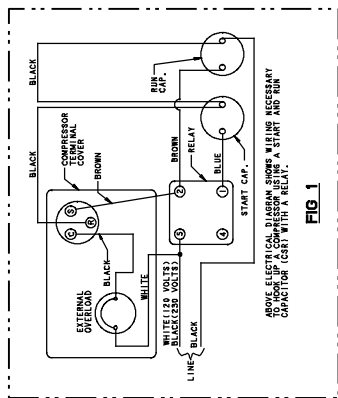 BLACK
RUN
CAP.
BLACK
COMPRESSOR
TERMINAL
COVER
BROWN
BROWN
RELAY
BLUE
START CAP.
S
R
C
2
1
5
4
BLACK
WHITE
EXTERNAL
OVERLOAD
WHITE(120 VOLTS)
BLACK(230 VOLTS)
BLACK
LINE
ABOVE ELECTRICAL DIAGRAM SHOWS WIRING NECESSARY
TO HOOK UP A COMPRESSOR USING A START AND RUN
CAPACITOR (CSR) WITH A RELAY.
FIG 1